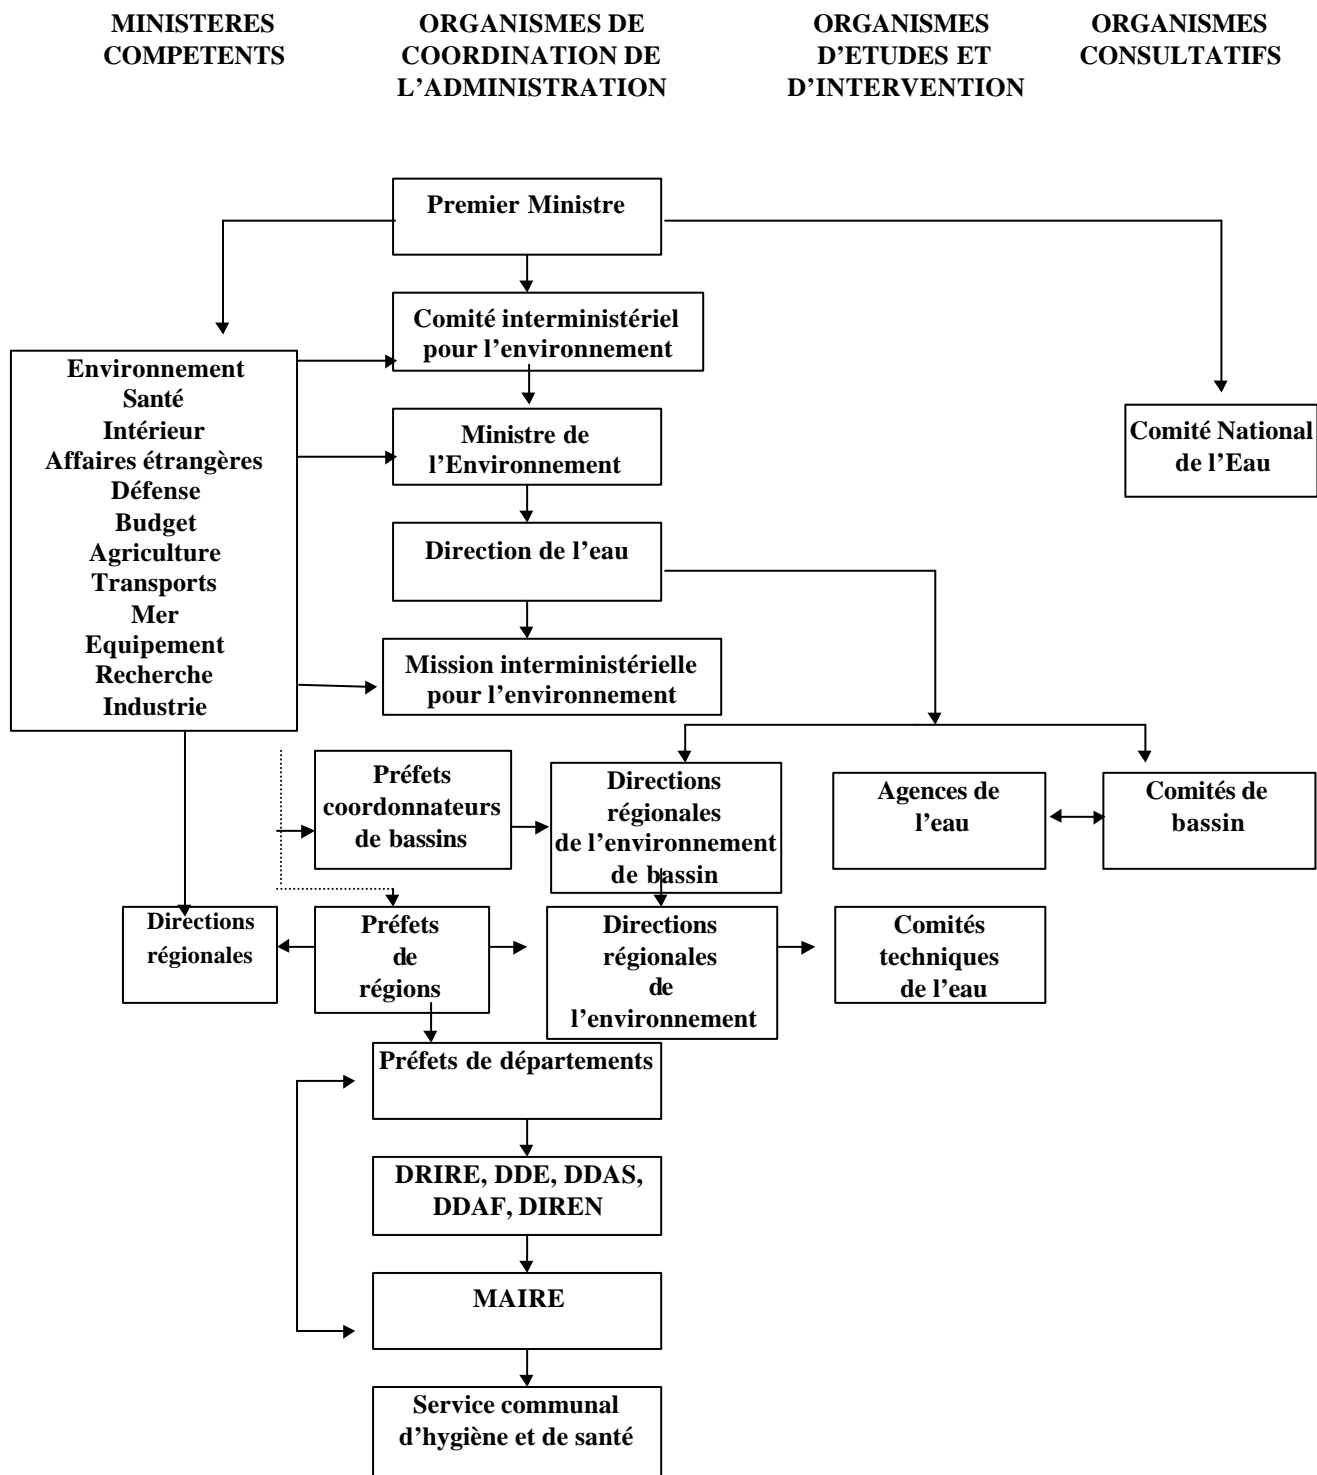 MINISTERES
COMPETENTS
ORGANISMES DE
COORDINATION DE
L'ADMINISTRATION
ORGANISMES
D'ETUDES ET
D'INTERVENTION
ORGANISMES
CONSULTATIFS
Premier Ministre
Comité interministériel
pour l'environnement
Environnement
Santé
Intérieur
Affaires étrangères
Défense
Budget
Agriculture
Transports
Mer
Equipement
Recherche
Industrie
Ministre de
l'Environnement
Comité National
de l'Eau
Direction de l'eau
Mission interministérielle
pour l'environnement
Préfets
coordonnateurs
de bassins
Directions
régionales
de l'environnement
de bassin
Agences de
l'eau
Comités de
bassin
Directions
régionales
Préfets
de
régions
Directions
régionales
de
l'environnement
Comités
techniques
de l'eau
Préfets de départements
DRIRE, DDE, DDAS,
DDAF, DIREN
MAIRE
Service communal
d'hygiène et de santé